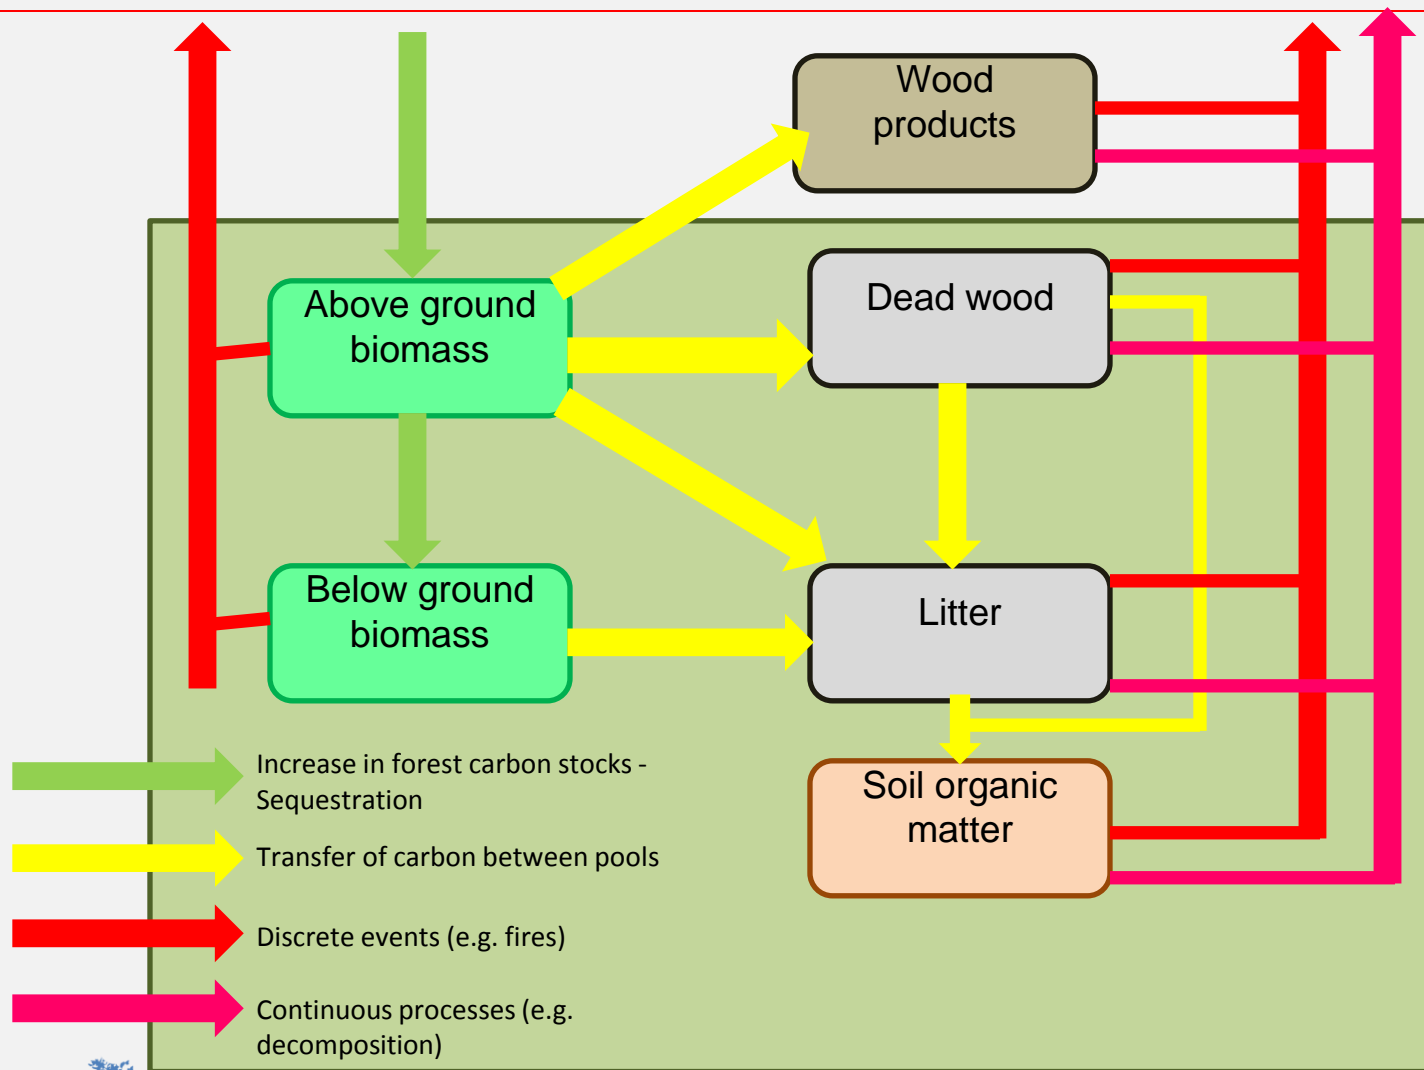 Wood
products
Above ground
biomass
Dead wood
Below ground
biomass
Litter
Soil organic
matter
Increase in forest carbon stocks -
Sequestration
Transfer of carbon between pools
Discrete events (e.g. fires)
Continuous processes (e.g.
decomposition)